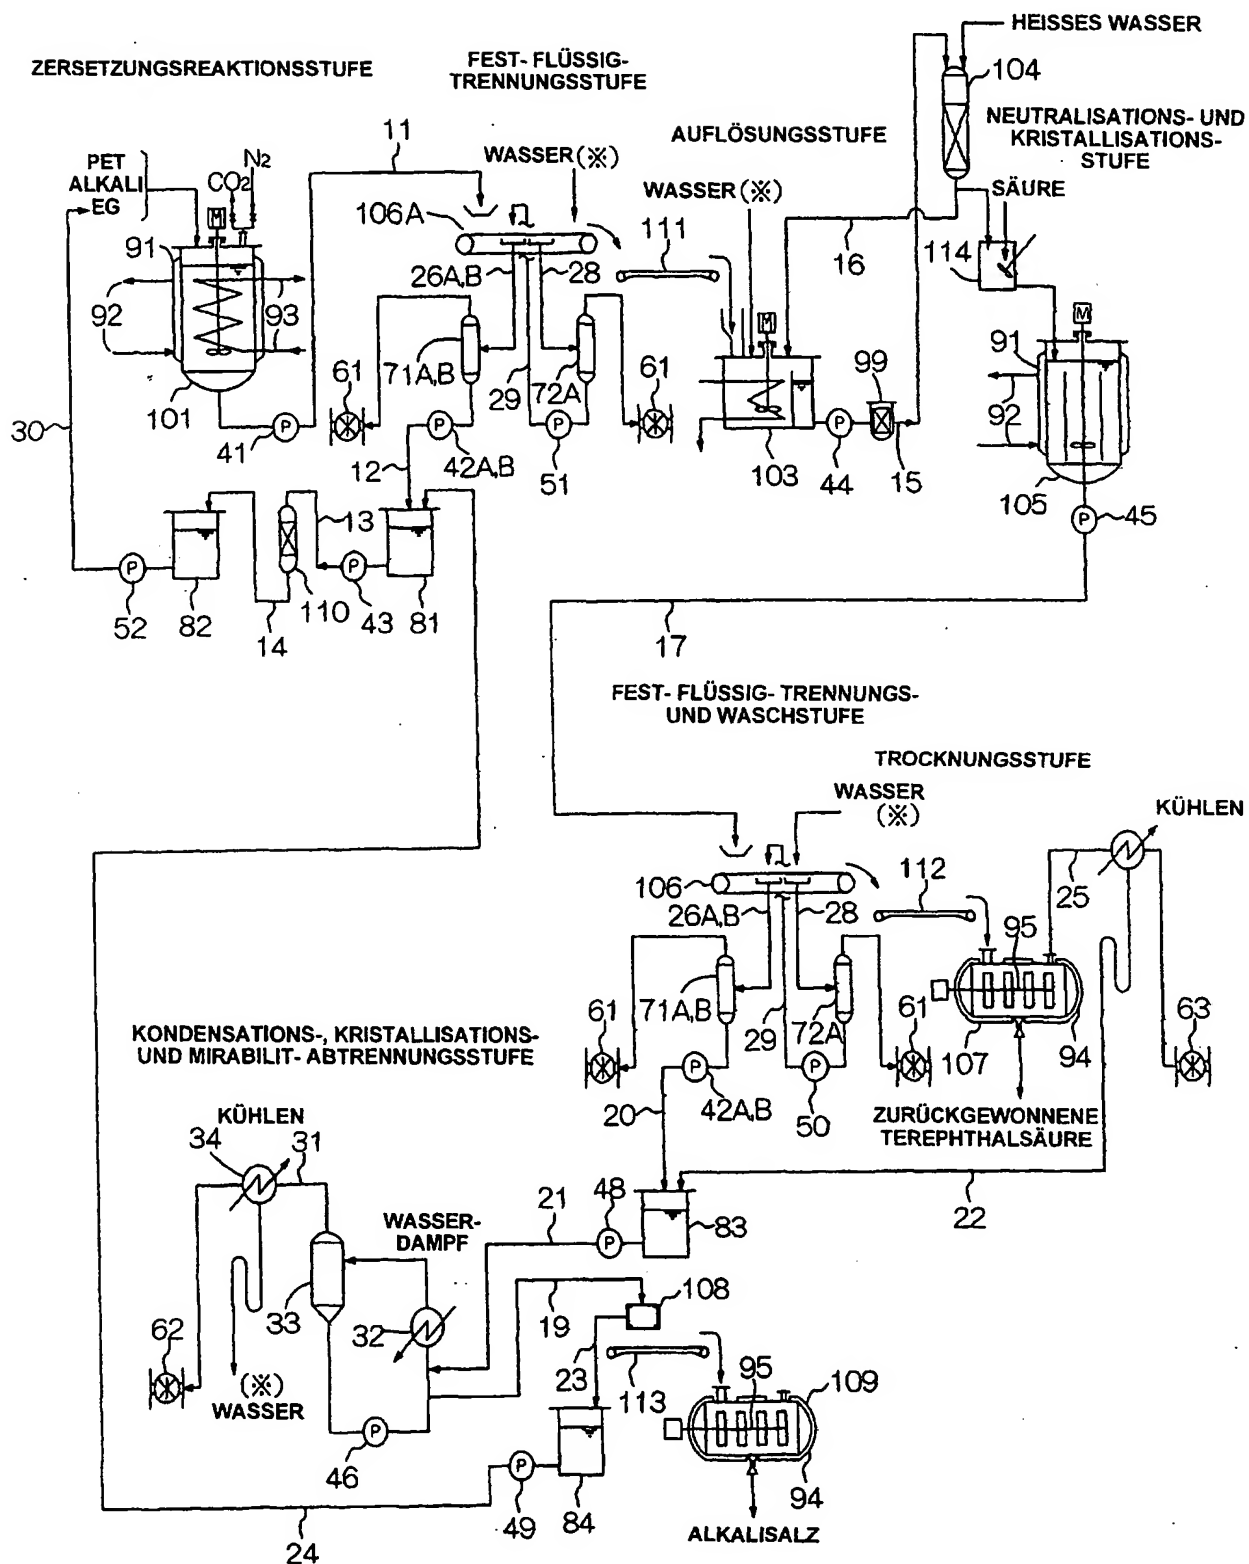 HEISSES WASSER
ZERSETZUNGSREAKTIONSSTUFE
FEST- FLÜSSIG-
TRENNUNGSSTUFE
104
NEUTRALISATIONS- UND
KRISTALLISATIONS-
STUFE
11
AUFLÖSUNGSSTUFE
PET
ALKALI
EG
CO2
N2
WASSER (※)
WASSER (※)
SÄURE
M
106A
111
16
114
91
26A,B
28
M
M
92
93
71A,B
72A
99
91
92
61
29
61
101
30
41
P
P
P
P
12
42A,B
51
103
44
15
105
P
45
13
P
P
52
82
14
110
43
81
17
FEST- FLÜSSIG- TRENNUNGS-
UND WASCHSTUFE
TROCKNUNGSSTUFE
WASSER
(※)
KÜHLEN
106
112
25
26A,B
28
95
71A,B
29
72A
61
61
63
107
94
P
P
KONDENSATIONS-, KRISTALLISATIONS-
UND MIRABILIT- ABTRENNUNGSSTUFE
20
42A,B
50
ZURÜCKGEWONNENE
TEREPHTHALSÄURE
KÜHLEN
34
31
22
21
48
P
83
WASSER-
DAMPF
33
32
19
108
62
23
113
95
109
(※)
WASSER
P
46
P
49
84
94
24
ALKALISALZ